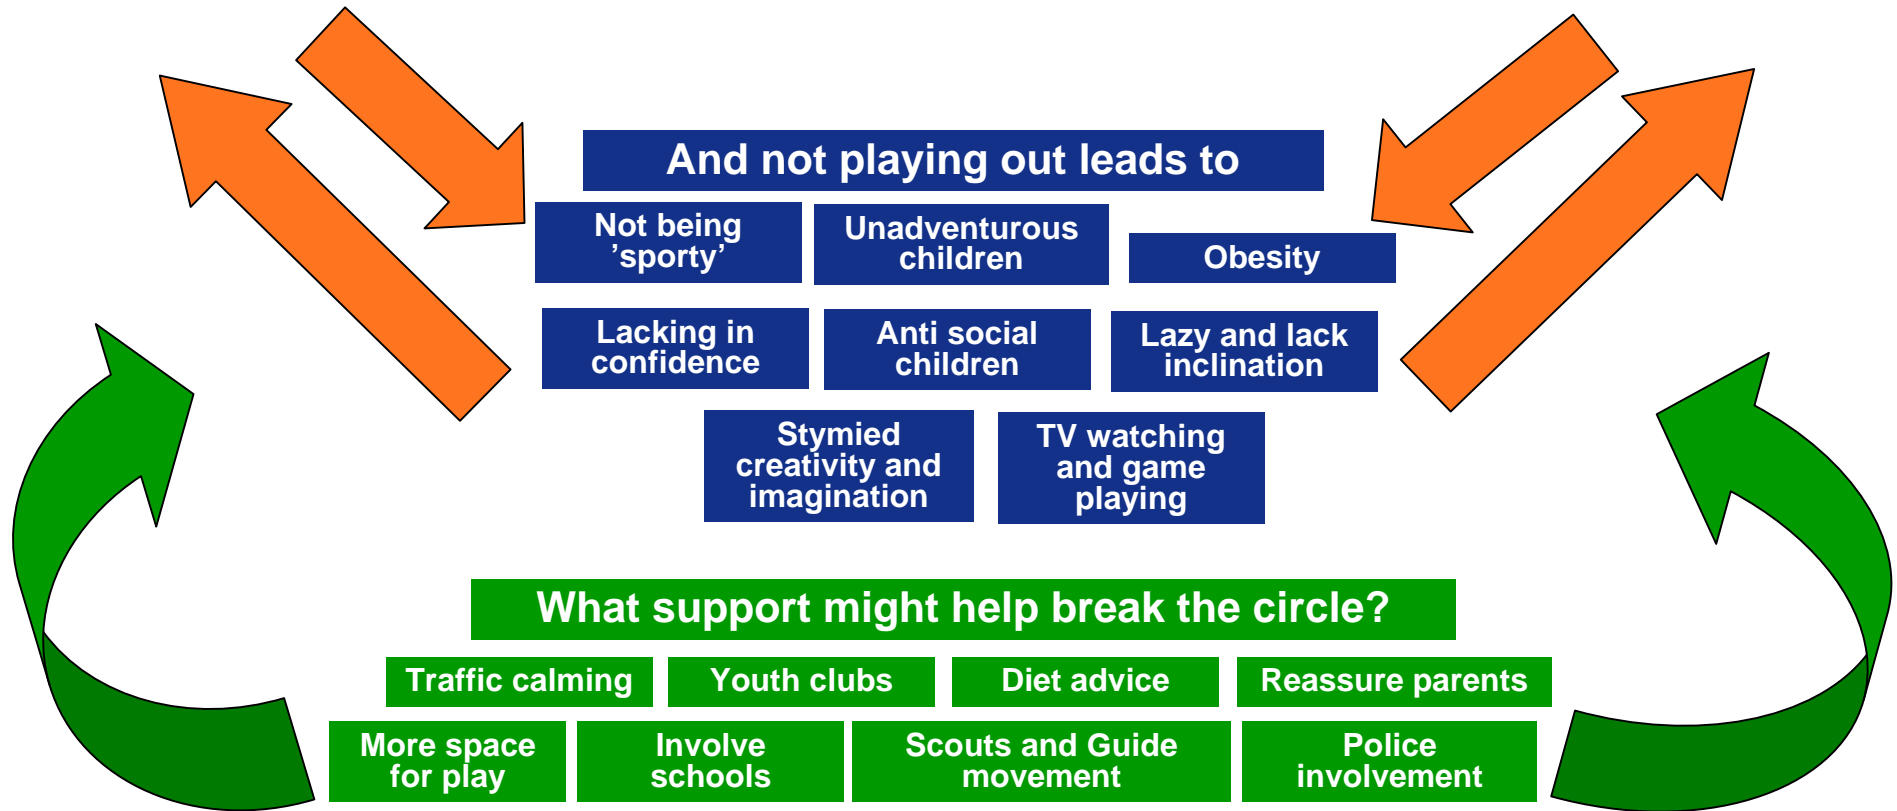 And not playing out leads to
Not being
’sporty’
Unadventurous
children
Obesity
Lacking in
confidence
Anti social
children
Lazy and lack
inclination
Stymied
creativity and
imagination
TV watching
and game
playing
What support might help break the circle?
Traffic calming
Youth clubs
Diet advice
Reassure parents
More space
for play
Involve
schools
Scouts and Guide
movement
Police
involvement